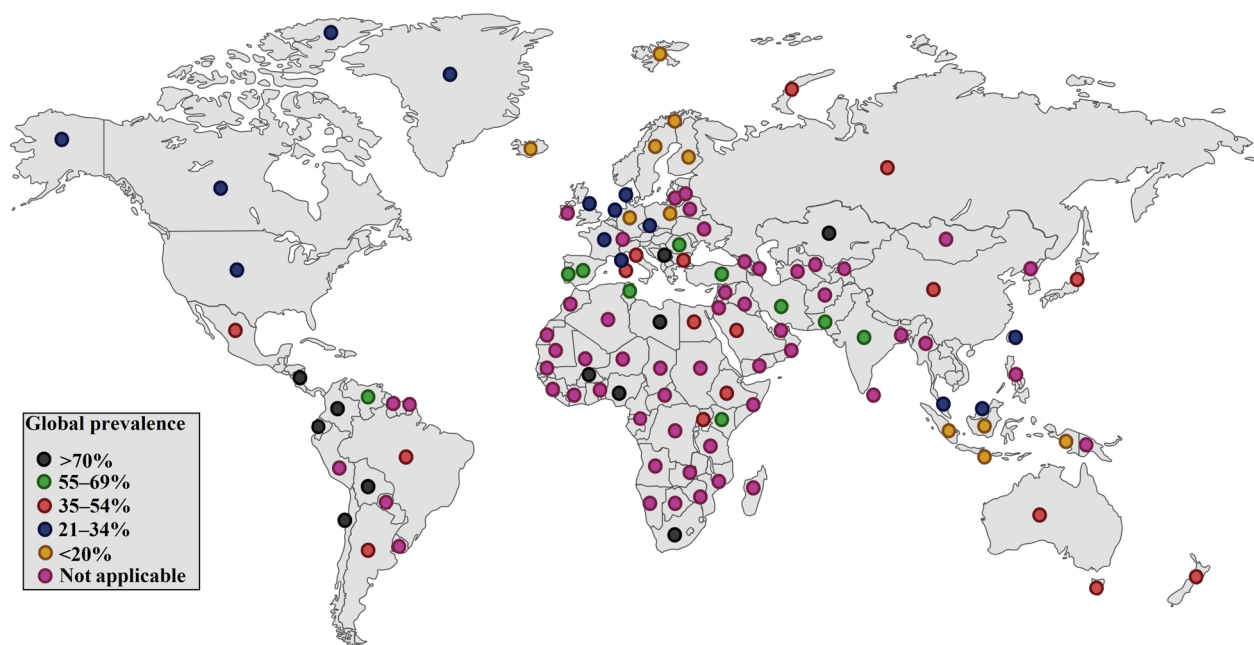 Global prevalence
>70%
55–69%
35–54%
21–34%
<20%
Not applicable